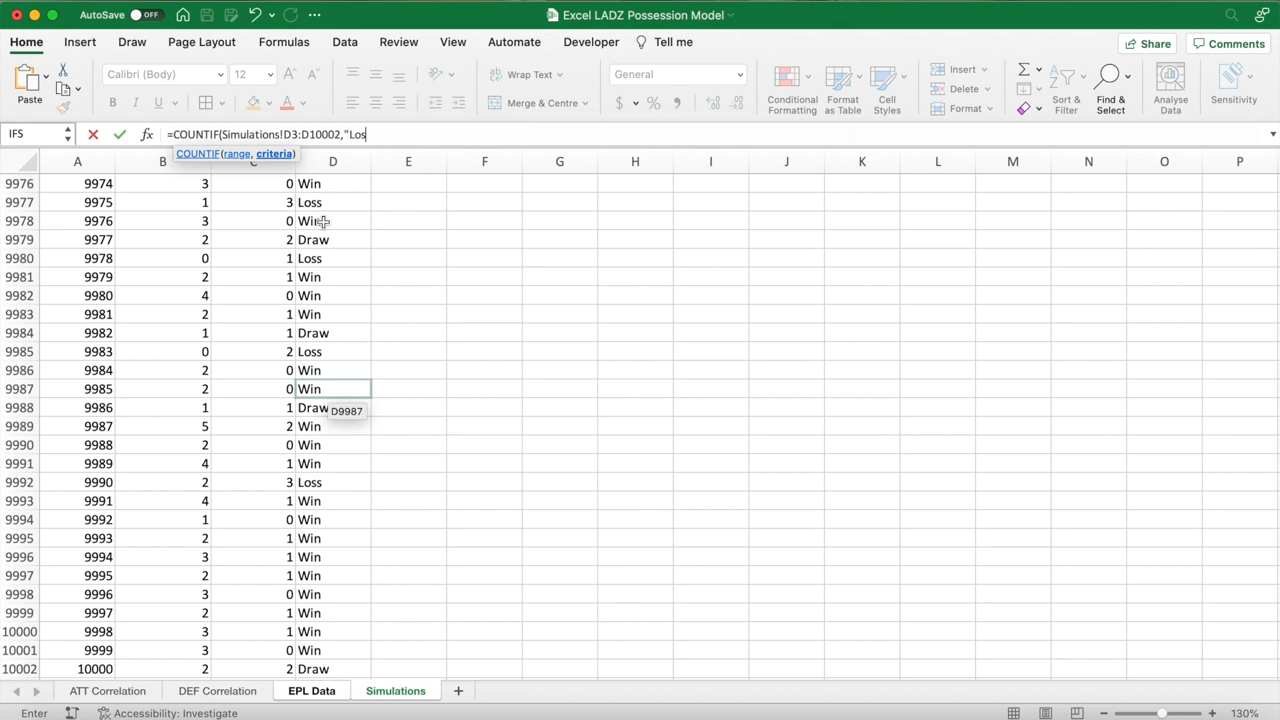 AutoSave OFF Excel LADZ Possession Model
Home Insert Draw Page Layout Formulas Data Review View Automate Developer Tell me Share Comments
Calibri (Body) 12 Wrap Text General Insert
Paste Merge & Centre Conditional Formatting Format as Table Cell Styles Delete Sort & Filter Find & Select Analyse Data Sensitivity
Format
IFS =COUNTIF(Simulations!D3:D10002,"Los
COUNTIF(range, criteria)
A B C D E F G H I J K L M N O P
9976 9974 3 0 Win
9977 9975 1 3 Loss
9978 9976 3 0 Win
9979 9977 2 2 Draw
9980 9978 0 1 Loss
9981 9979 2 1 Win
9982 9980 4 0 Win
9983 9981 2 1 Win
9984 9982 1 1 Draw
9985 9983 0 2 Loss
9986 9984 2 0 Win
9987 9985 2 0 Win
9988 9986 1 1 Draw D9987
9989 9987 5 2 Win
9990 9988 2 0 Win
9991 9989 4 1 Win
9992 9990 2 3 Loss
9993 9991 4 1 Win
9994 9992 1 0 Win
9995 9993 2 1 Win
9996 9994 3 1 Win
9997 9995 2 1 Win
9998 9996 3 0 Win
9999 9997 2 1 Win
10000 9998 3 1 Win
10001 9999 3 0 Win
10002 10000 2 2 Draw
ATT Correlation DEF Correlation EPL Data Simulations
Enter Accessibility: Investigate 130%